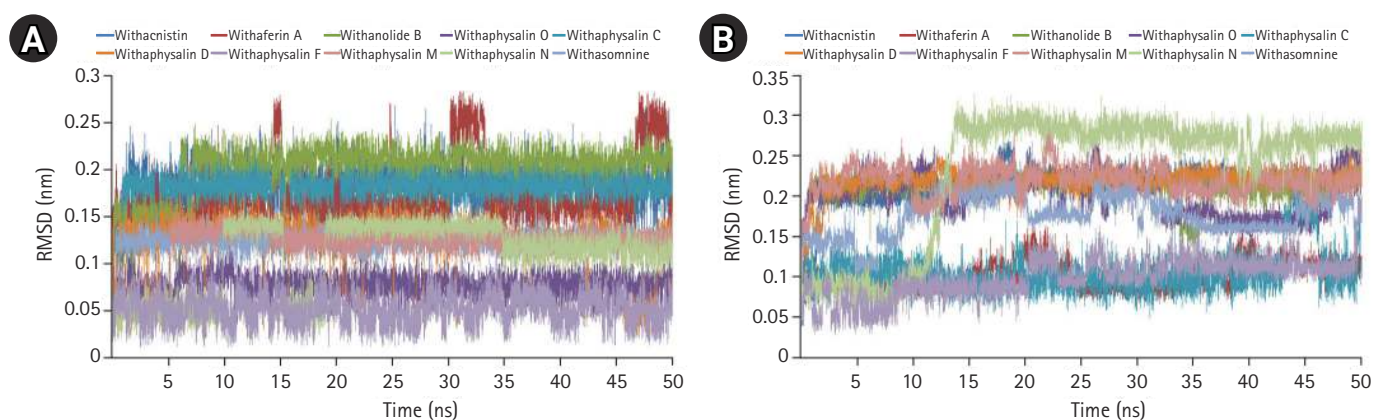 A
Withacnistin Withaferin A Withanolide B Withaphysalin O Withaphysalin C
Withaphysalin D Withaphysalin F Withaphysalin M Withaphysalin N Withasomnine
0.3
0.25
0.2
0.15
0.1
0.05
0
RMSD (nm)
5 10 15 20 25 30 35 40 45 50
Time (ns)
B
Withacnistin Withaferin A Withanolide B Withaphysalin O Withaphysalin C
Withaphysalin D Withaphysalin F Withaphysalin M Withaphysalin N Withasomnine
0.35
0.3
0.25
0.2
0.15
0.1
0.05
0
RMSD (nm)
5 10 15 20 25 30 35 40 45 50
Time (ns)